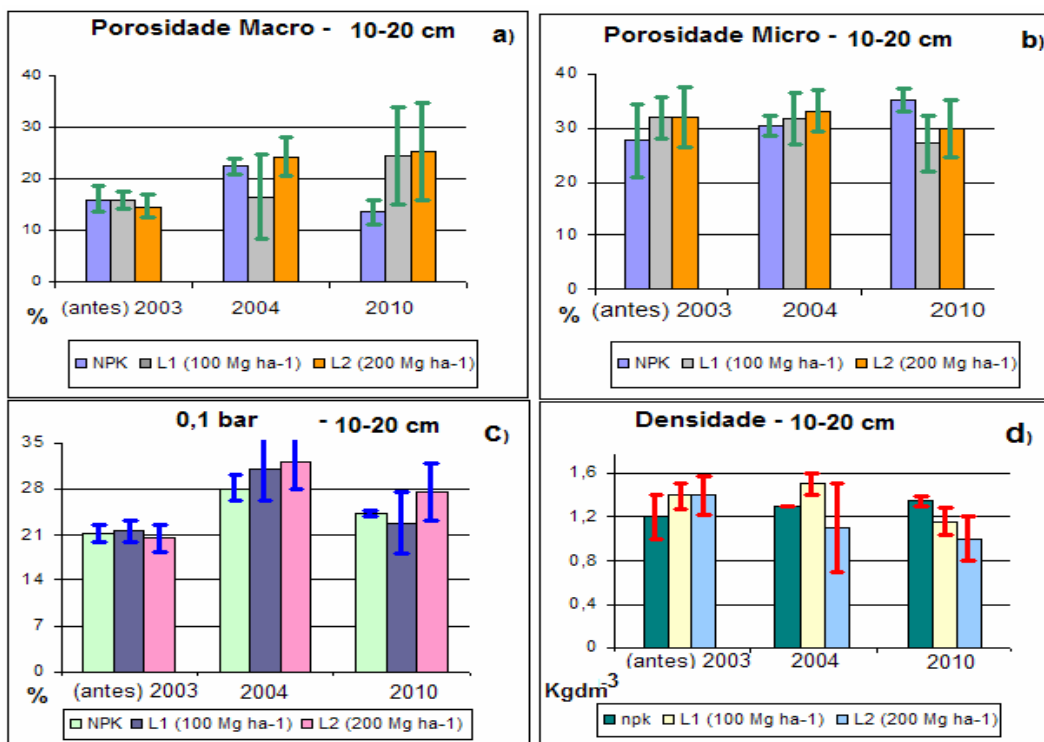 Porosidade Macro - 10-20 cm a)
40
30
20
10
0
% (antes) 2003 2004 2010
NPK L1 (100 Mg ha-1) L2 (200 Mg ha-1)
Porosidade Micro - 10-20 cm b)
40
30
20
10
0
% (antes) 2003 2004 2010
NPK L1 (100 Mg ha-1) L2 (200 Mg ha-1)
0,1 bar - 10-20 cm c)
35
28
21
14
7
0
% (antes) 2003 2004 2010
NPK L1 (100 Mg ha-1) L2 (200 Mg ha-1)
Densidade - 10-20 cm d)
1,6
1,2
0,8
0,4
0
(antes) 2003 2004 2010
Kgdm-3
npk L1 (100 Mg ha-1) L2 (200 Mg ha-1)